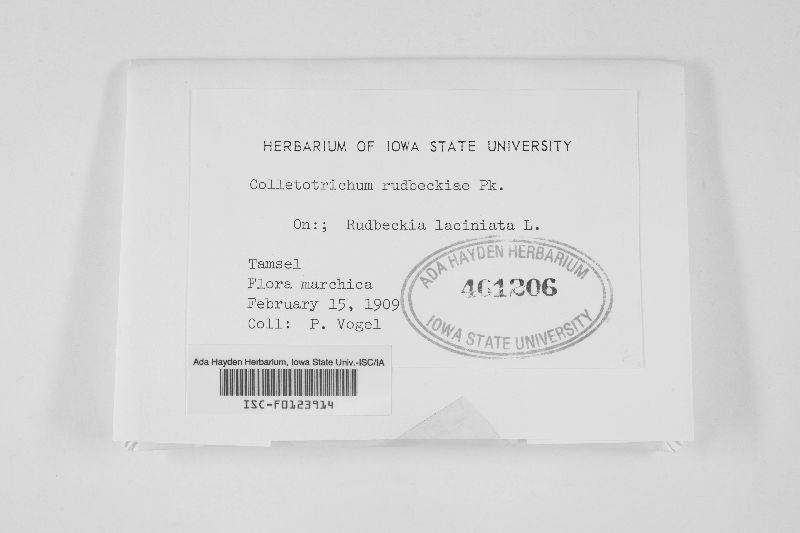 HERBARIUM OF IOWA STATE UNIVERSITY
Colletotrichum rudbeckiae Pk.
On:; Rudbeckia laciniata L.
Tamsel
Flora marchica
February 15, 1909
Coll: P. Vogel
ADA HAYDEN HERBARIUM
461206
IOWA STATE UNIVERSITY
Ada Hayden Herbarium, Iowa State Univ.-ISC/IA
ISC-F0123914